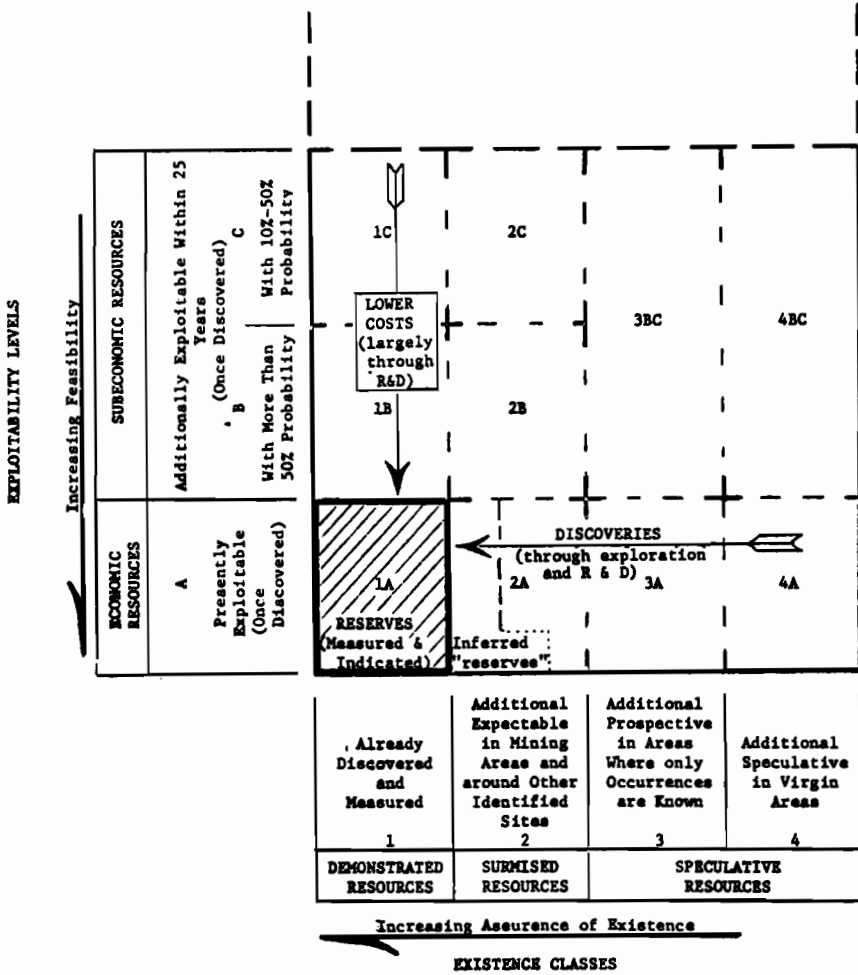 EXPLOITABILITY LEVELS
Increasing Feasibility
SUBECONOMIC RESOURCES
Additionally Exploitable Within 25
Years
(Once Discovered)
B
C
With More Than
50% Probability
With 10%-50%
Probability
ECONOMIC
RESOURCES
A
Presently
Exploitable
(Once
Discovered)
1C
2C
LOWER
COSTS
(largely
through
R&D)
3BC
4BC
1B
2B
DISCOVERIES
(through exploration
and R & D)
1A
2A
3A
4A
RESERVES
(Measured &
Indicated)
Inferred
"reserves"
Already
Discovered
and
Measured
1
Additional
Expectable
in Mining
Areas and
around Other
Identified
Sites
2
Additional
Prospective
in Areas
Where only
Occurrences
are Known
3
Additional
Speculative
in Virgin
Areas
4
DEMONSTRATED
RESOURCES
SURMISED
RESOURCES
SPECULATIVE
RESOURCES
Increasing Assurance of Existence
EXISTENCE CLASSES